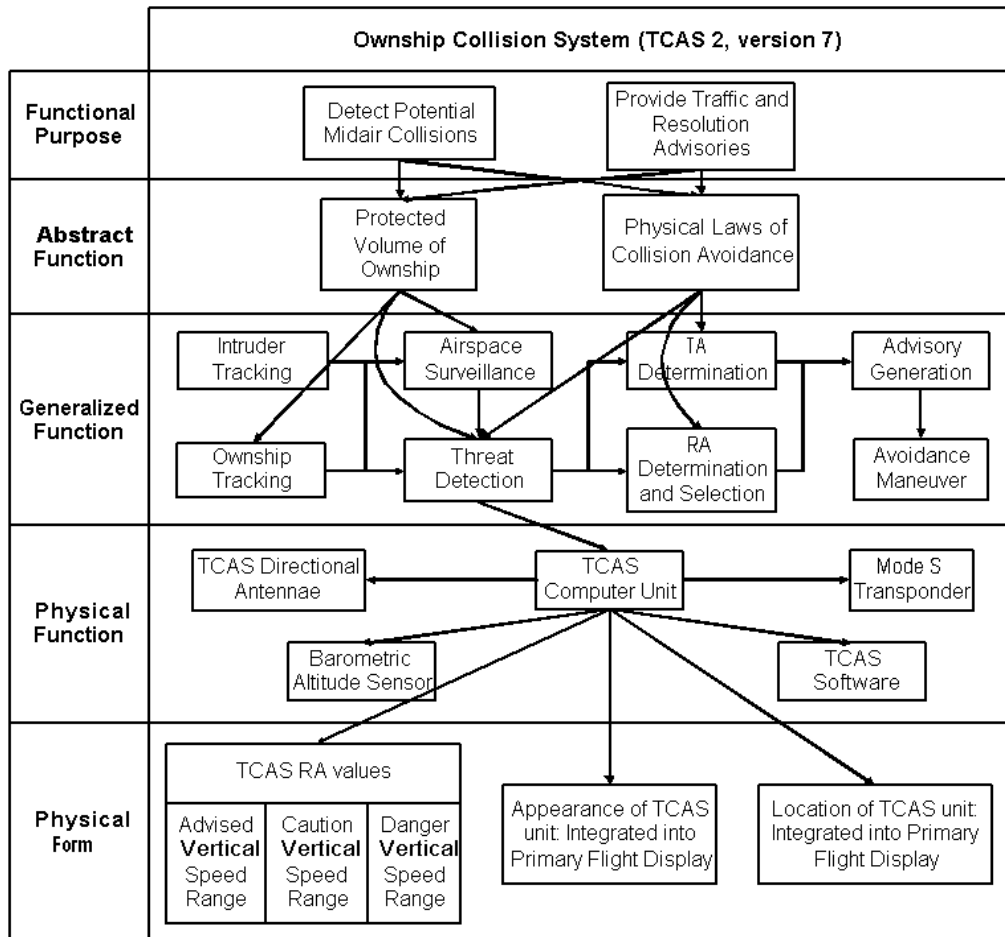 Ownship Collision System (TCAS 2, version 7)
Functional
Purpose
Detect Potential
Midair Collisions
Provide Traffic and
Resolution
Advisories
Abstract
Function
Protected
Volume of
Ownship
Physical Laws of
Collision Avoidance
Generalized
Function
Intruder
Tracking
Airspace
Surveillance
TA
Determination
Advisory
Generation
Ownship
Tracking
Threat
Detection
RA
Determination
and Selection
Avoidance
Maneuver
Physical
Function
TCAS Directional
Antennae
TCAS
Computer Unit
Mode S
Transponder
Barometric
Altitude Sensor
TCAS
Software
Physical
Form
TCAS RA values
Advised
Vertical
Speed
Range
Caution
Vertical
Speed
Range
Danger
Vertical
Speed
Range
Appearance of TCAS
unit: Integrated into
Primary Flight Display
Location of TCAS unit:
Integrated into Primary
Flight Display